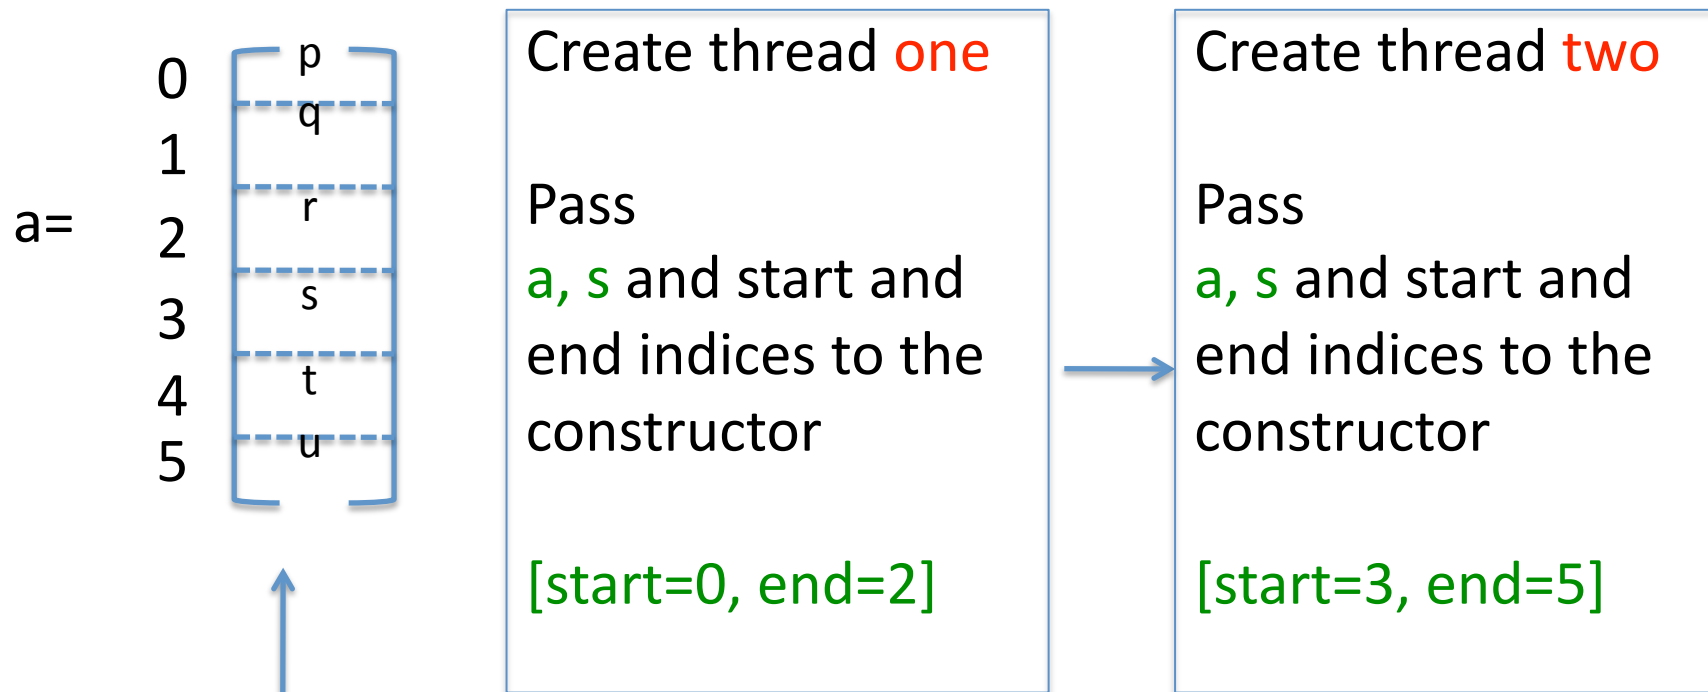 a=
0 p
1 q
2 r
3 s
4 t
5 u
Create thread one
Pass
a, s and start and
end indices to the
constructor
[start=0, end=2]
Create thread two
Pass
a, s and start and
end indices to the
constructor
[start=3, end=5]